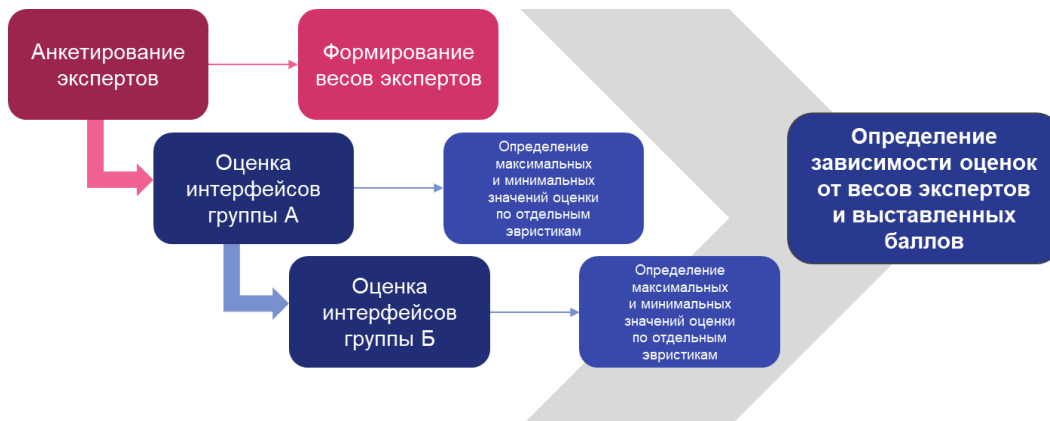 Анкетирование
экспертов
Формирование
весов экспертов
Оценка
интерфейсов
группы А
Определение
максимальных
и минимальных
значений оценки
по отдельным
эвристикам
Оценка
интерфейсов
группы Б
Определение
максимальных
и минимальных
значений оценки
по отдельным
эвристикам
Определение
зависимости оценок
от весов экспертов
и выставленных
баллов